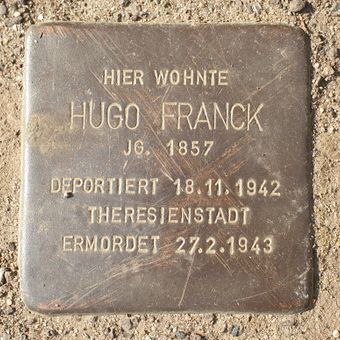 HIER WOHNTE
HUGO FRANCK
JG. 1857
DEPORTIERT 18.11.1942
THERESIENSTADT
ERMORDET 27.2.1943